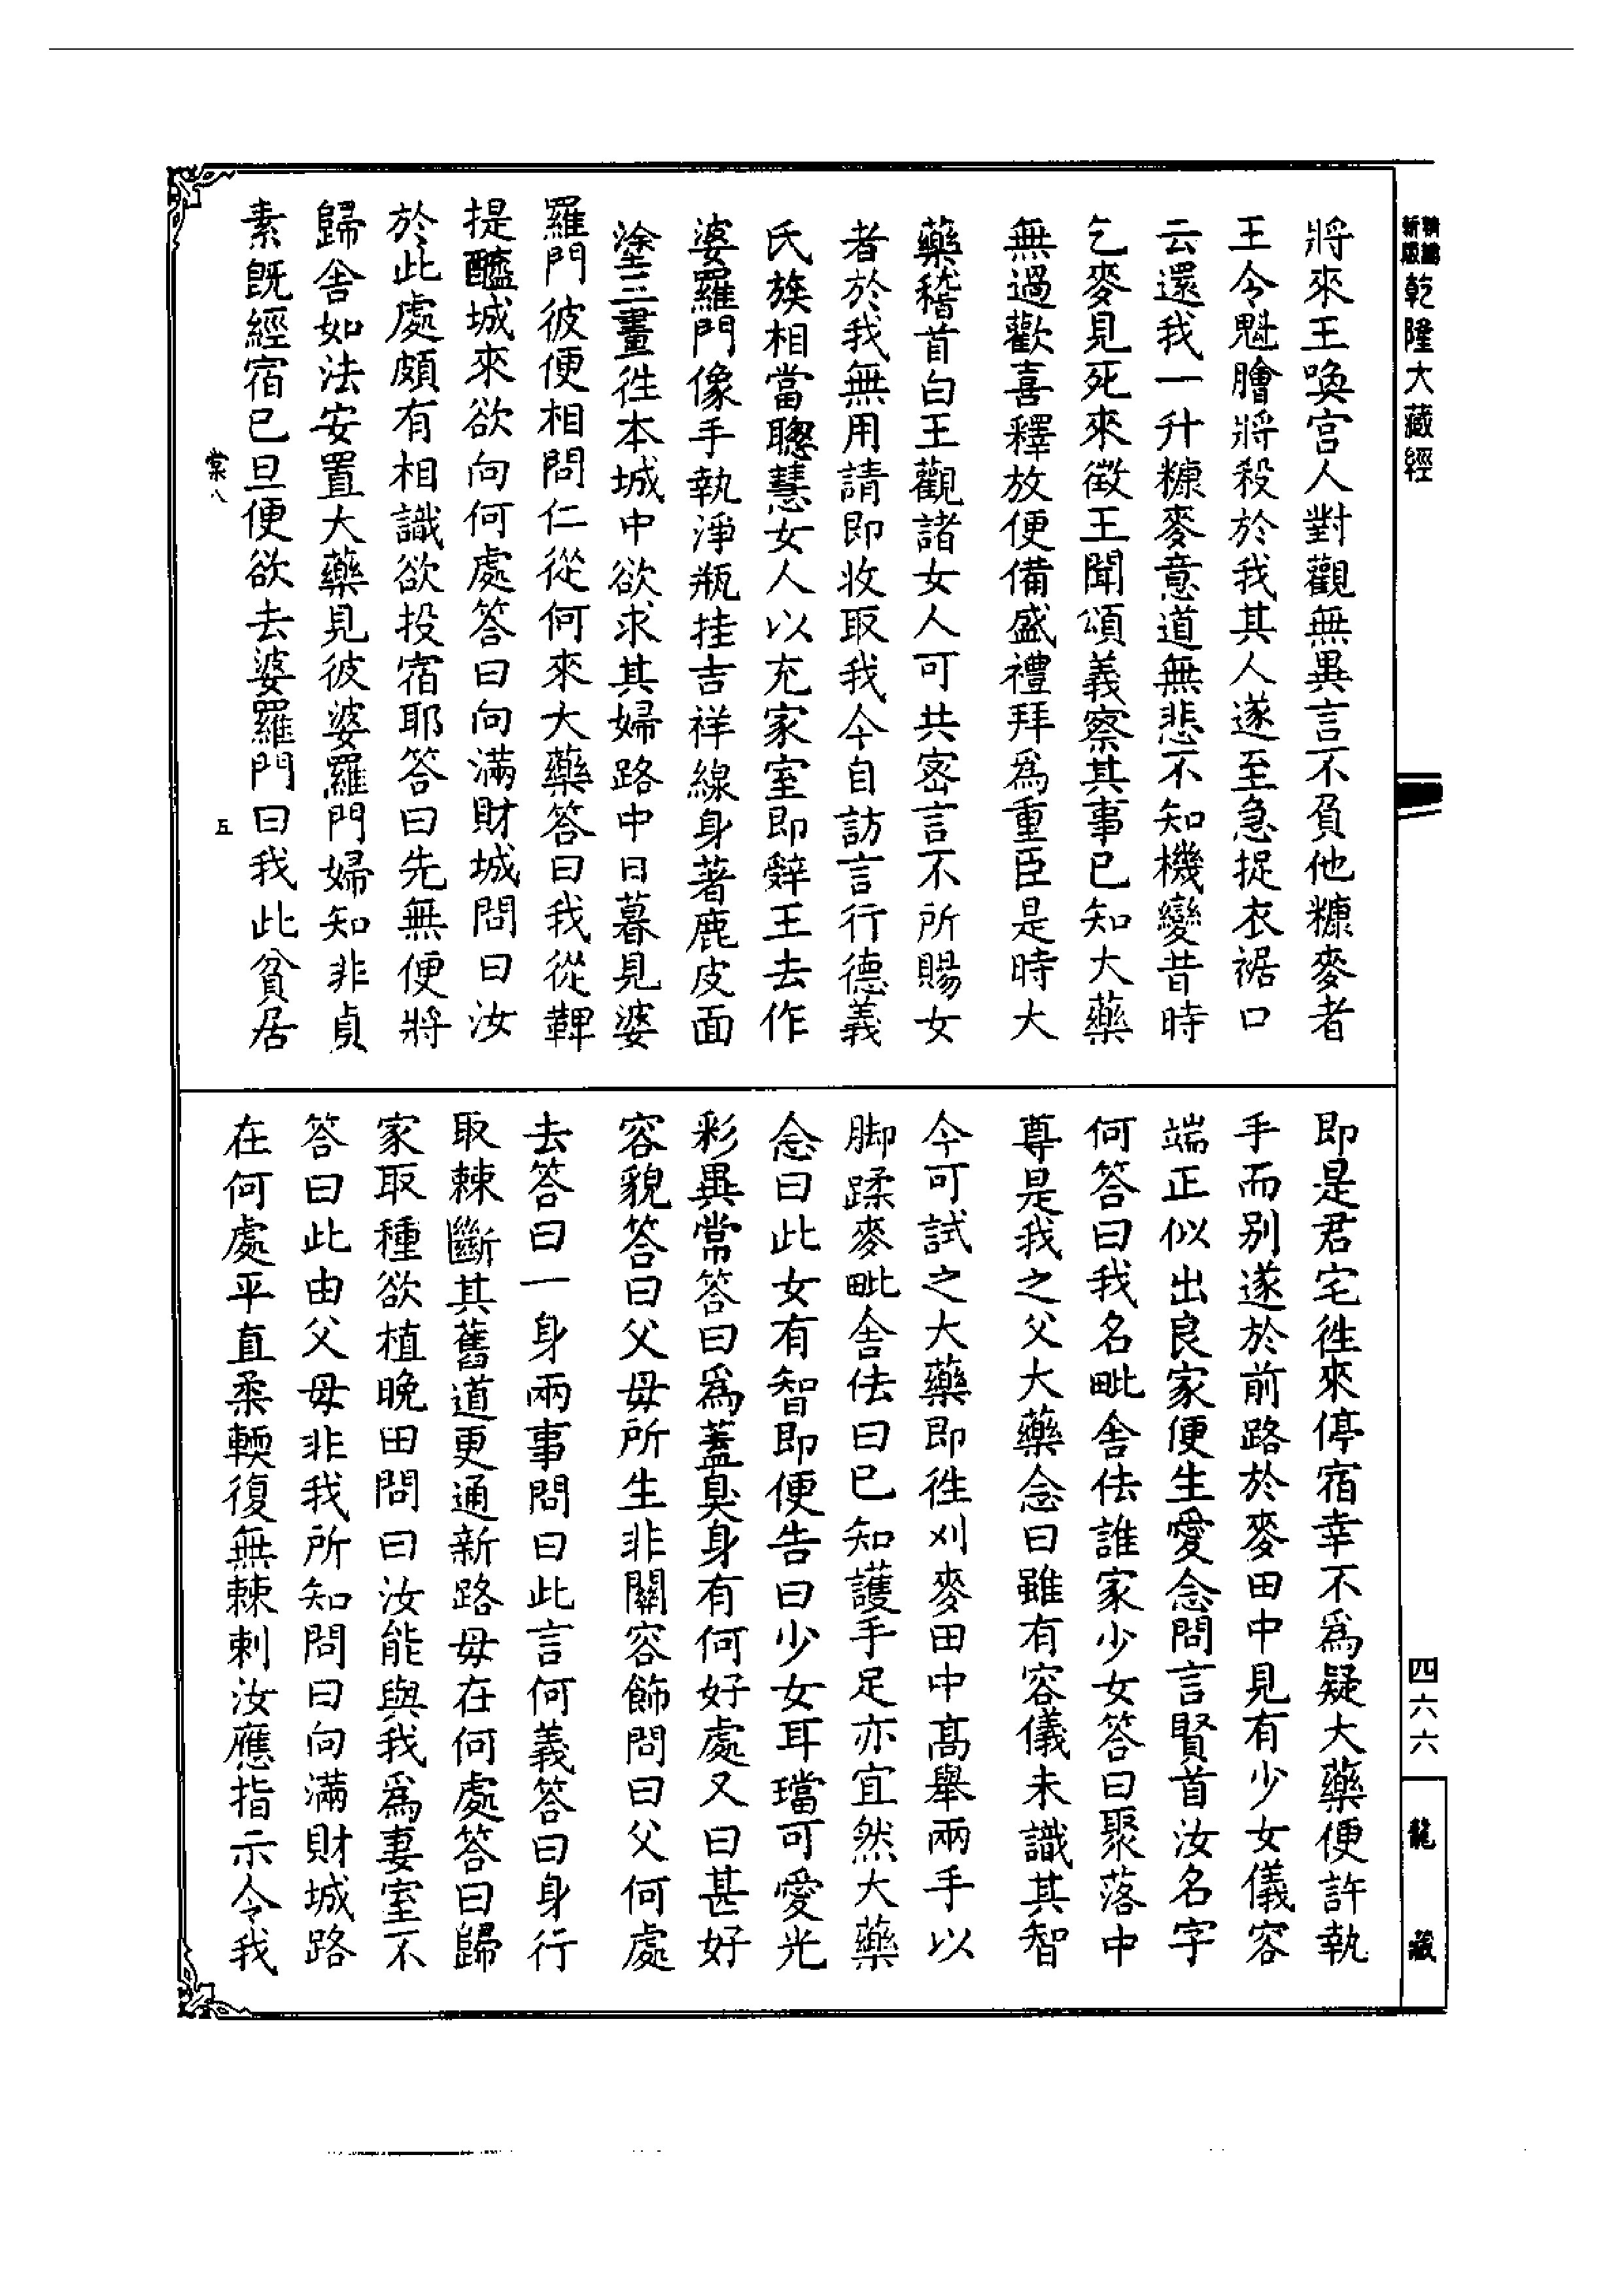 新編新版乾隆大藏經
將來王喚宮人對觀無異言不負他糠麥者
王令魁膾將殺於我其人遂至急捉衣裾口
云還我一升糠麥意道無悲不知機變昔時
乞麥見死來徵王聞頌義察其事已知大藥
無過歡喜釋放便備盛禮拜為重臣是時大
藥稽首白王觀諸女人可共密言不所賜女
者於我無用請即收取我今自訪言行德義
氏族相當聰慧女人以充家室即辭王去作
婆羅門像手執淨瓶挂吉祥線身著鹿皮面
塗三畫往本城中欲求其婦路中日暮見婆
羅門彼便相問仁從何來大藥答曰我從鞞
提醯城來欲向何處答曰向滿財城問曰汝
於此處頗有相識欲投宿耶答曰先無便將
歸舍如法安置大藥見彼婆羅門婦知非貞
素既經宿已旦便欲去婆羅門曰我此貧居
棠八
五
即是君宅往來停宿幸不為疑大藥便許執
手而別遂於前路於麥田中見有少女儀容
端正似出良家便生愛念問言賢首汝名字
何答曰我名毗舍佉誰家少女答曰聚落中
尊是我之父大藥念曰雖有容儀未識其智
今可試之大藥即往刈麥田中高舉兩手以
腳蹂麥毗舍佉曰已知護手足亦宜然大藥
念曰此女有智即便告曰少女耳璫可愛光
彩異常答曰為蓋臭身有何好處又曰甚好
容貌答曰父母所生非關容飾問曰父何處
去答曰一身兩事問曰此言何義答曰身行
取棘斷其舊道更通新路母在何處答曰歸
家取種欲植晚田問曰汝能與我為妻室不
答曰此由父母非我所知問曰向滿財城路
在何處平直柔輭復無棘刺汝應指示令我
四六六
龍藏